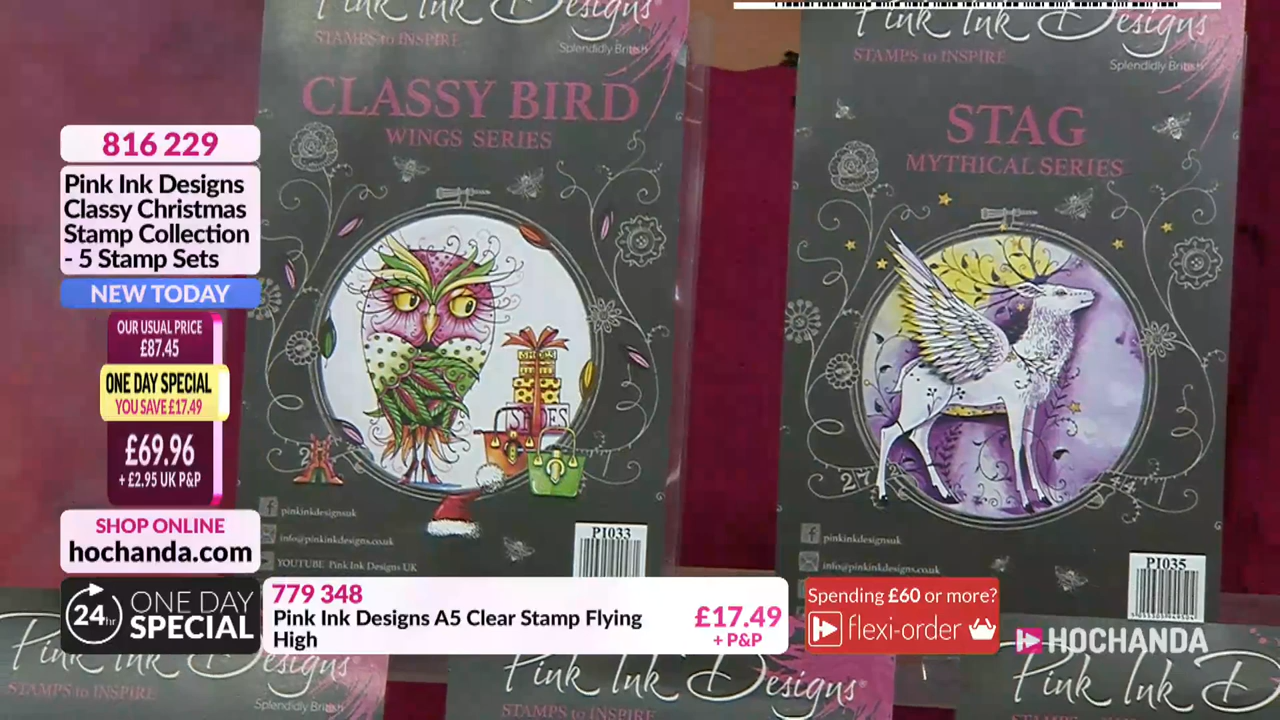 Pink Ink Designs
STAMPS to INSPIRE
Splendidly British
CLASSY BIRD
WINGS SERIES
SHOES
pinkinkdesignsuk
info@pinkinkdesigns.co.uk
YOUTUBE Pink Ink Designs UK
PI033
Pink Ink Designs
STAMPS to INSPIRE
Splendidly British
STAG
MYTHICAL SERIES
pinkinkdesignsuk
info@pinkinkdesigns.co.uk
PI035
816 229
Pink Ink Designs
Classy Christmas
Stamp Collection
- 5 Stamp Sets
NEW TODAY
OUR USUAL PRICE
£87.45
ONE DAY SPECIAL
YOU SAVE £17.49
£69.96
+ £2.95 UK P&P
SHOP ONLINE
hochanda.com
24hr
ONE DAY
SPECIAL
779 348
Pink Ink Designs A5 Clear Stamp Flying
High
£17.49
+ P&P
Spending £60 or more?
flexi-order
HOCHANDA
Pink Ink Designs
STAMPS to INSPIRE
Splendidly British
Pink Ink Designs
STAMPS to INSPIRE
Pink Ink D